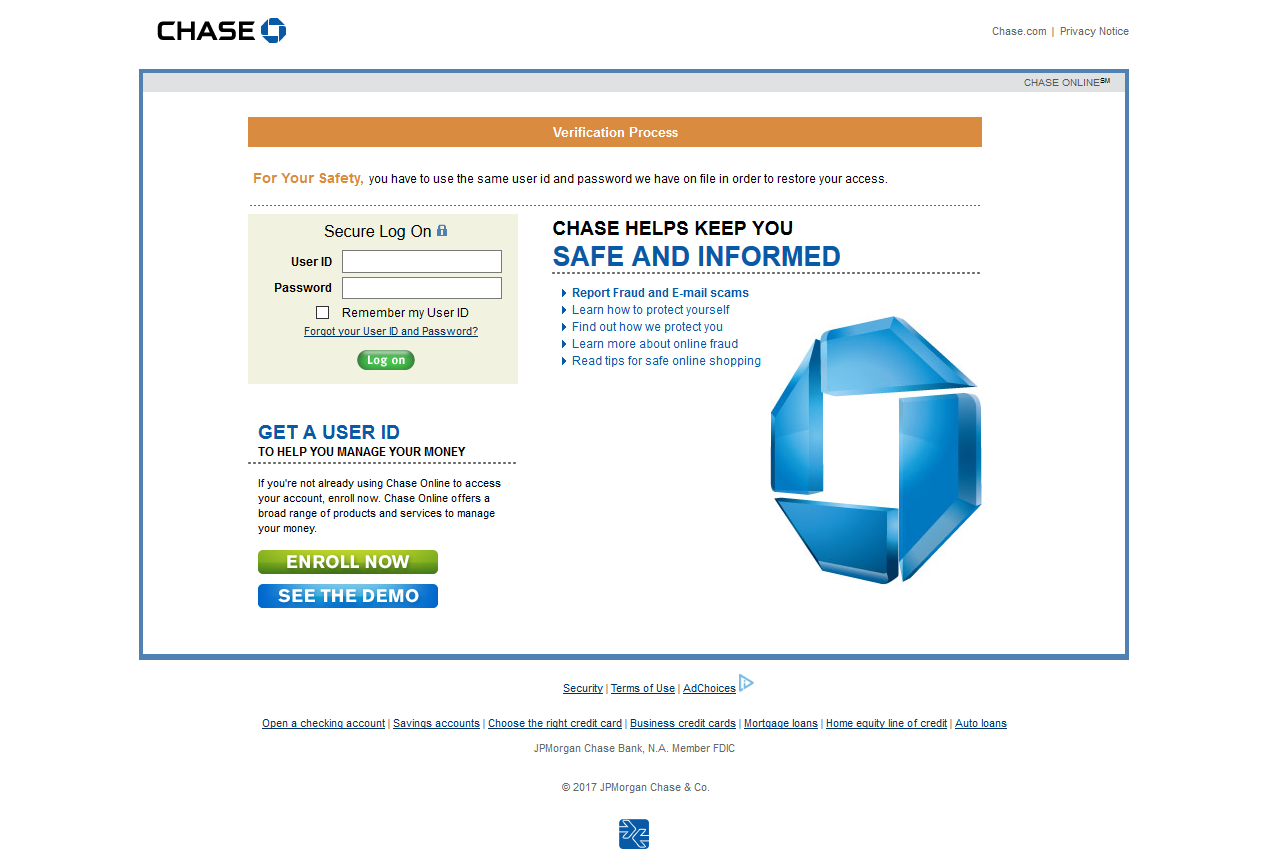 CHASE
Chase.com | Privacy Notice
CHASE ONLINE℠
Verification Process
For Your Safety, you have to use the same user id and password we have on file in order to restore your access.
Secure Log On
User ID
Password
Remember my User ID
Forgot your User ID and Password?
Log on
CHASE HELPS KEEP YOU
SAFE AND INFORMED
Report Fraud and E-mail scams
Learn how to protect yourself
Find out how we protect you
Learn more about online fraud
Read tips for safe online shopping
GET A USER ID
TO HELP YOU MANAGE YOUR MONEY
If you're not already using Chase Online to access
your account, enroll now. Chase Online offers a
broad range of products and services to manage
your money.
ENROLL NOW
SEE THE DEMO
Security | Terms of Use | AdChoices
Open a checking account | Savings accounts | Choose the right credit card | Business credit cards | Mortgage loans | Home equity line of credit | Auto loans
JPMorgan Chase Bank, N.A. Member FDIC
© 2017 JPMorgan Chase & Co.